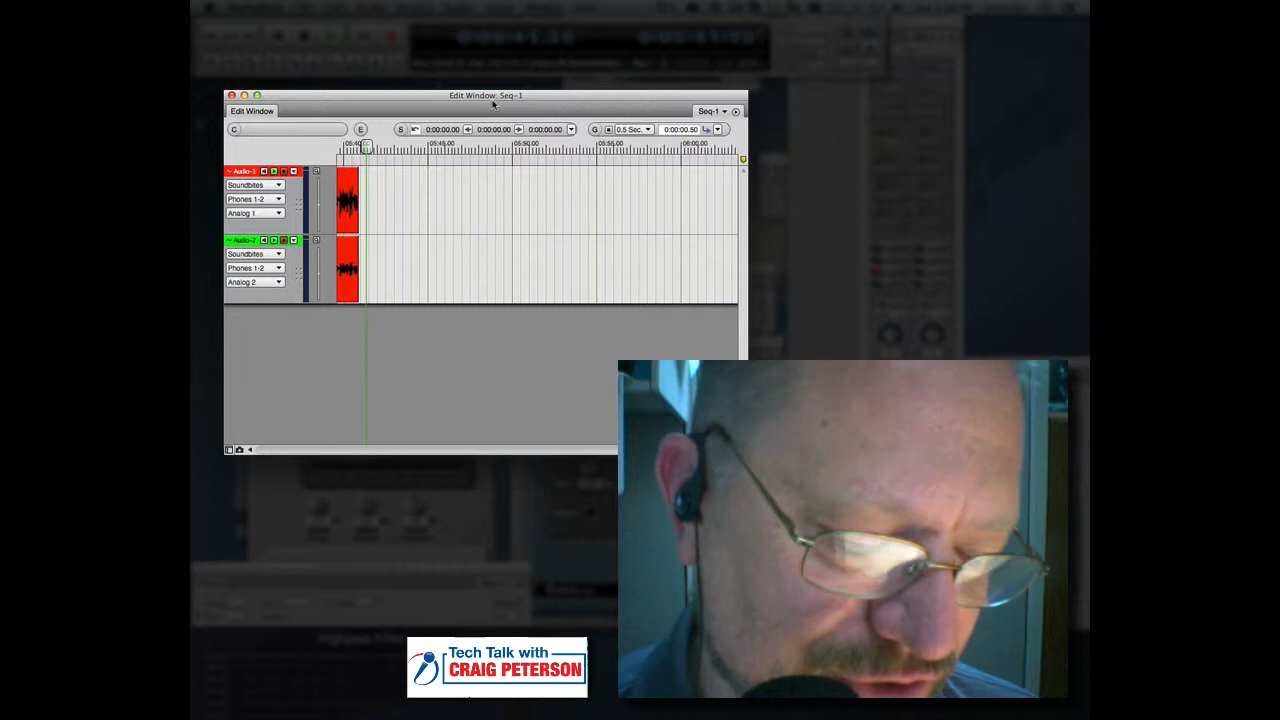 Edit Window: Seq-1
Edit Window
Seq-1
C
E
S 0:00:00.00 0:00:00.00 0:00:00.00
G 0.5 Sec. 0:00:00.50
05:45.00 05:50.00 05:55.00 06:00.00
~ Audio-1
Soundbites
Phones 1-2
Analog 1
~ Audio-2
Soundbites
Phones 1-2
Analog 2
Tech Talk with
CRAIG PETERSON